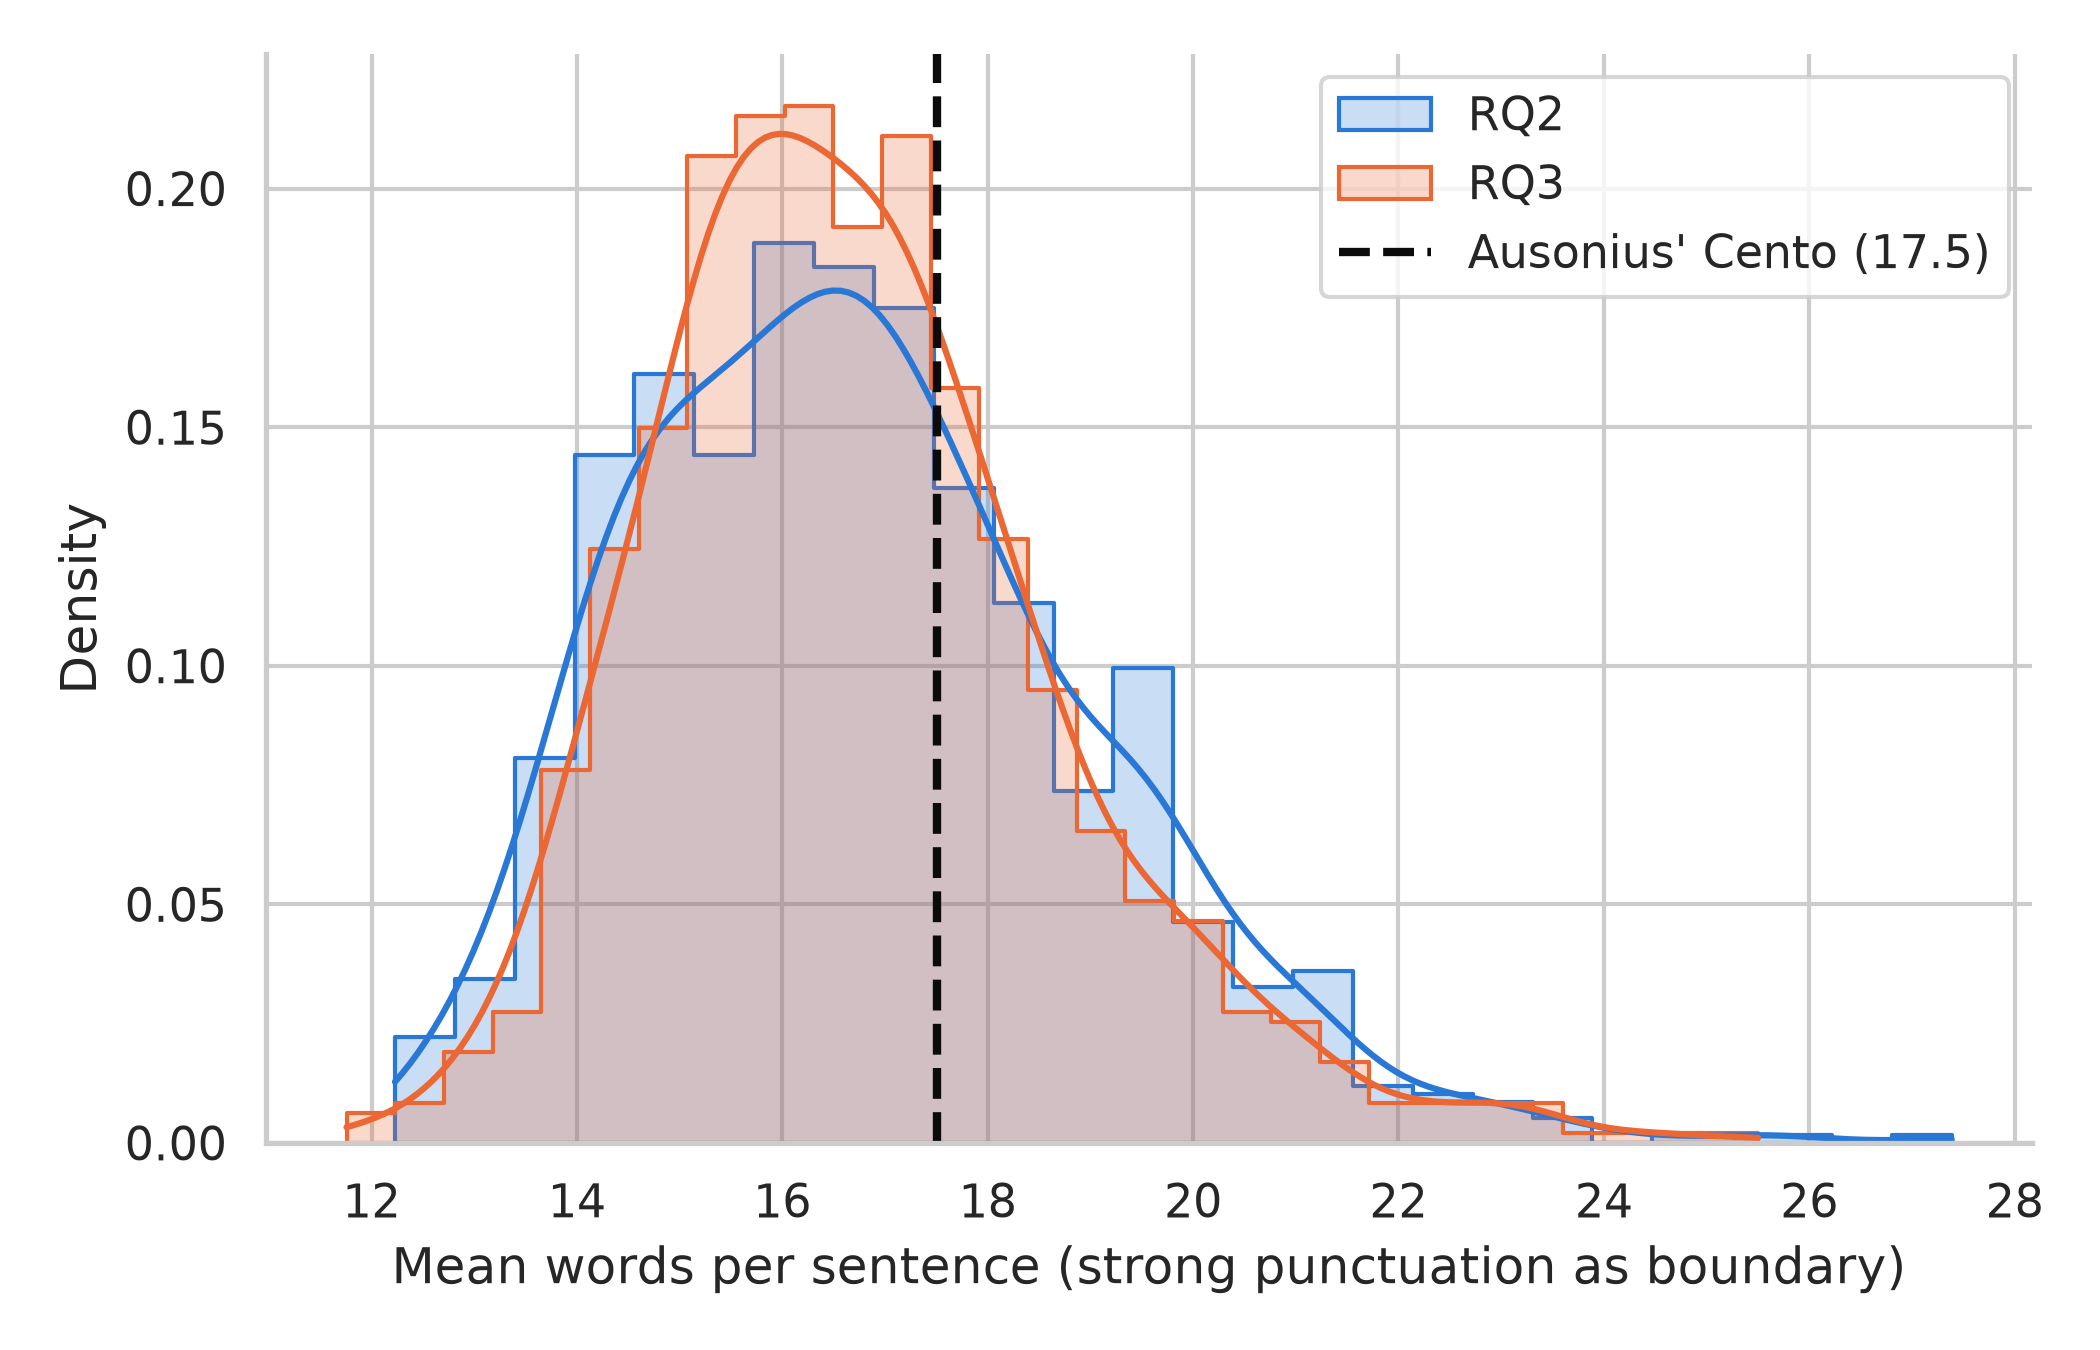 RQ2
RQ3
Ausonius' Cento (17.5)
Density
0.20
0.15
0.10
0.05
0.00
12 14 16 18 20 22 24 26 28
Mean words per sentence (strong punctuation as boundary)